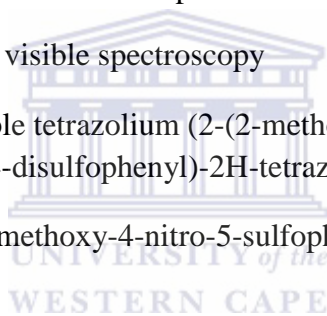 visible spectroscopy
le tetrazolium (2-(2-metho
-disulfophenyl)-2H-tetraz
methoxy-4-nitro-5-sulfoph
UNIVERSITY of the
WESTERN CAPE